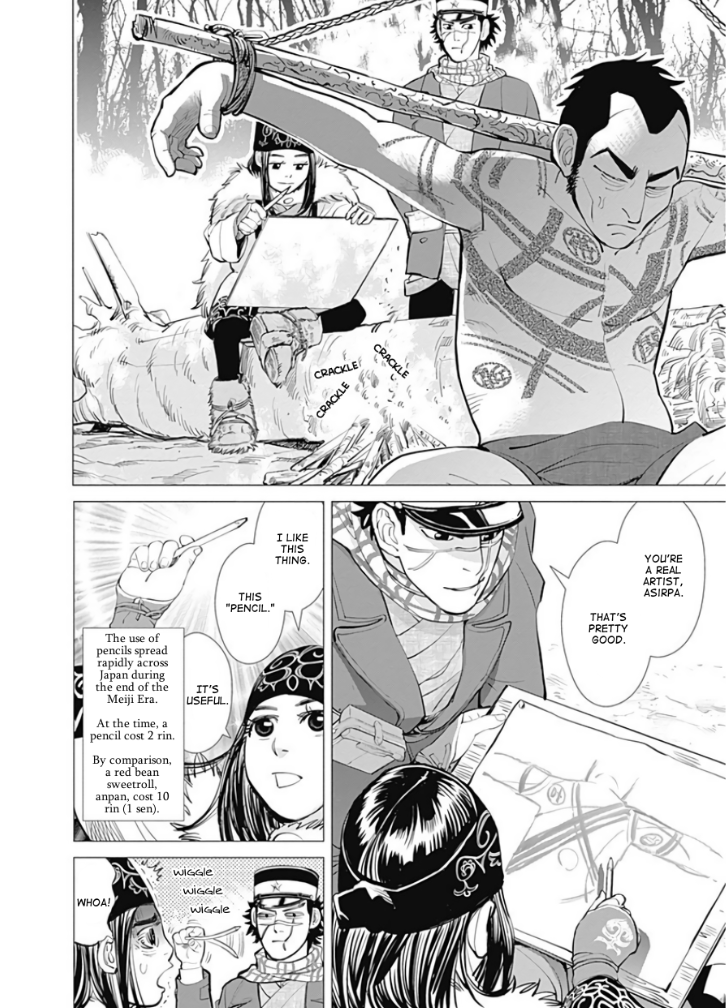 CRACKLE
CRACKLE
CRACKLE
YOU'RE
A REAL
ARTIST,
ASIRPA.
THAT'S
PRETTY
GOOD.
I LIKE
THIS
THING.
THIS
"PENCIL."
IT'S
USEFUL.
The use of
pencils spread
rapidly across
Japan during
the end of the
Meiji Era.
At the time, a
pencil cost 2 rin.
By comparison,
a red bean
sweetroll,
anpan, cost 10
rin (1 sen).
wiggle
wiggle
wiggle
WHOA!